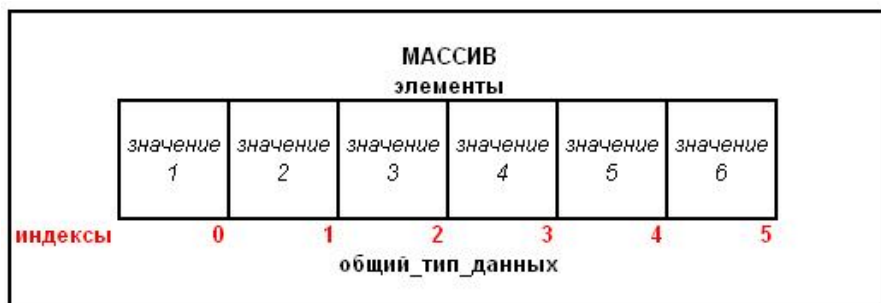 МАССИВ
элементы
значение 1 значение 2 значение 3 значение 4 значение 5 значение 6
индексы 0 1 2 3 4 5
общий_тип_данных